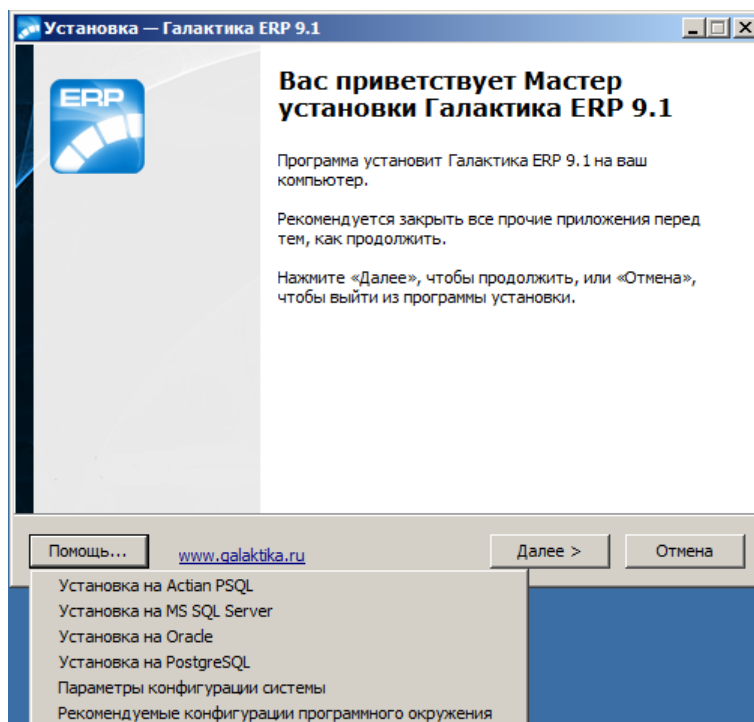 Установка — Галактика ERP 9.1
ERP
Вас приветствует Мастер
установки Галактика ERP 9.1
Программа установит Галактика ERP 9.1 на ваш
компьютер.
Рекомендуется закрыть все прочие приложения перед
тем, как продолжить.
Нажмите «Далее», чтобы продолжить, или «Отмена»,
чтобы выйти из программы установки.
Помощь...
www.galaktika.ru
Далее >
Отмена
Установка на Actian PSQL
Установка на MS SQL Server
Установка на Oracle
Установка на PostgreSQL
Параметры конфигурации системы
Рекомендуемые конфигурации программного окружения